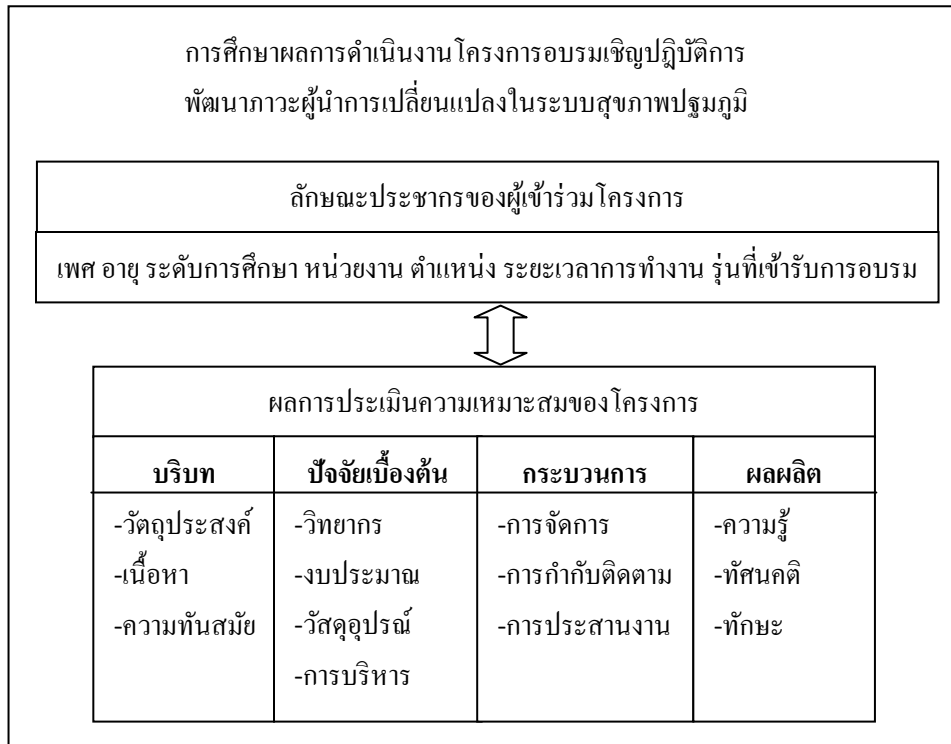 การศึกษาผลการดำเนินงานโครงการอบรมเชิญปฎิบัติการ
พัฒนาภาวะผู้นำการเปลี่ยนแปลงในระบบสุขภาพปฐมภูมิ
ลักษณะประชากรของผู้เข้าร่วมโครงการ
เพศ อายุ ระดับการศึกษา หน่วยงาน ตำแหน่ง ระยะเวลาการทำงาน รุ่นที่เข้ารับการอบรม
ผลการประเมินความเหมาะสมของโครงการ
บริบท ปัจจัยเบื้องต้น กระบวนการ ผลผลิต
-วัตถุประสงค์ -วิทยากร -การจัดการ -ความรู้
-เนื้อหา -งบประมาณ -การกำกับติดตาม -ทัศนคติ
-ความทันสมัย -วัสดุอุปรณ์ -การประสานงาน -ทักษะ
-การบริหาร